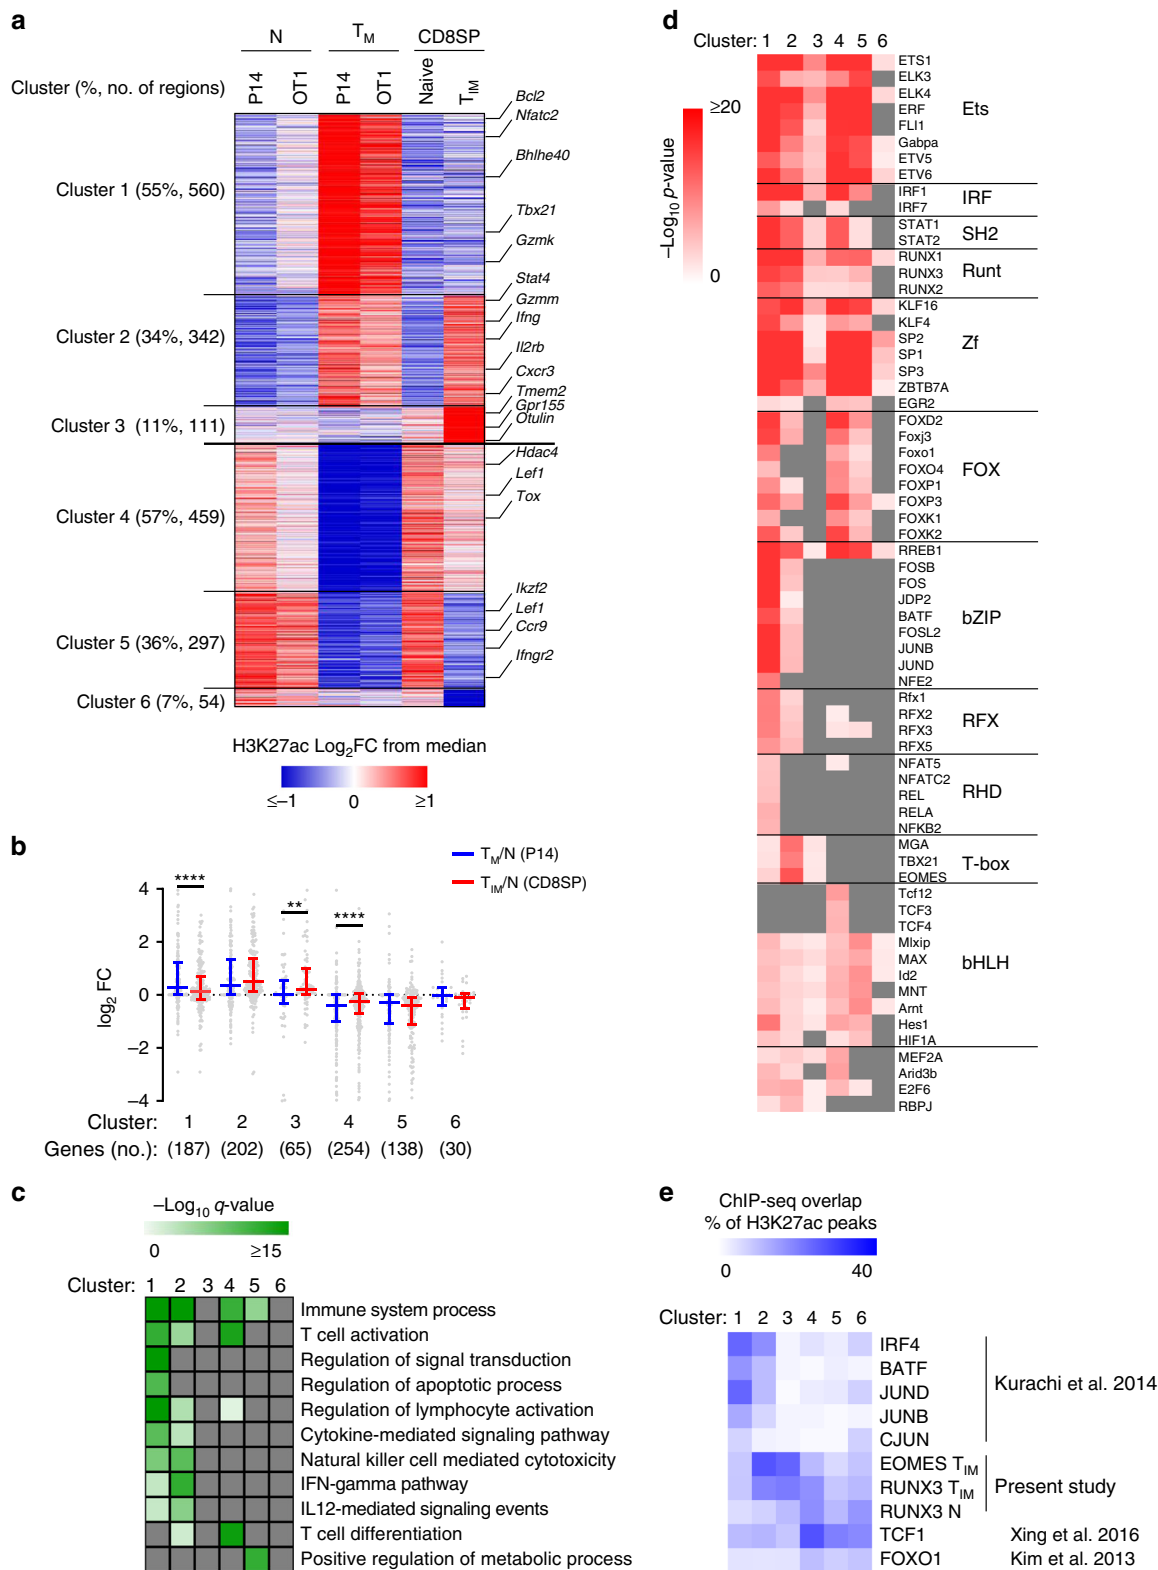 a
N T_M CD8SP
Cluster (%, no. of regions)
P14 OT1 P14 OT1 Naive T_IM
Bcl2
Nfatc2
Bhlhe40
Cluster 1 (55%, 560)
Tbx21
Gzmk
Stat4
Gzmm
Cluster 2 (34%, 342)
Ifng
Il2rb
Cxcr3
Tmem2
Gpr155
Cluster 3 (11%, 111)
Otulin
Hdac4
Lef1
Tox
Cluster 4 (57%, 459)
Ikzf2
Lef1
Ccr9
Cluster 5 (36%, 297)
Ifngr2
Cluster 6 (7%, 54)
H3K27ac Log2FC from median
≤–1 0 ≥1
b
T_M/N (P14)
T_IM/N (CD8SP)
**** ** ****
log2 FC
4
2
0
–2
–4
Cluster: 1 2 3 4 5 6
Genes (no.): (187) (202) (65) (254) (138) (30)
c
–Log10 q-value
0 ≥15
Cluster: 1 2 3 4 5 6
Immune system process
T cell activation
Regulation of signal transduction
Regulation of apoptotic process
Regulation of lymphocyte activation
Cytokine-mediated signaling pathway
Natural killer cell mediated cytotoxicity
IFN-gamma pathway
IL12-mediated signaling events
T cell differentiation
Positive regulation of metabolic process
d
Cluster: 1 2 3 4 5 6
≥20
–Log10 p-value
0
ETS1
ELK3
ELK4
ERF
FLI1
Gabpa
ETV5
ETV6
Ets
IRF1
IRF7
IRF
STAT1
STAT2
SH2
RUNX1
RUNX3
RUNX2
Runt
KLF16
KLF4
SP2
SP1
SP3
ZBTB7A
EGR2
Zf
FOXD2
Foxj3
Foxo1
FOXO4
FOXP1
FOXP3
FOXK1
FOXK2
FOX
RREB1
FOSB
FOS
JDP2
BATF
FOSL2
JUNB
JUND
NFE2
bZIP
Rfx1
RFX2
RFX3
RFX5
RFX
NFAT5
NFATC2
REL
RELA
NFKB2
RHD
MGA
TBX21
EOMES
T-box
Tcf12
TCF3
TCF4
Mlxip
MAX
Id2
MNT
Arnt
Hes1
HIF1A
bHLH
MEF2A
Arid3b
E2F6
RBPJ
e
ChIP-seq overlap
% of H3K27ac peaks
0 40
Cluster: 1 2 3 4 5 6
IRF4
BATF
JUND
JUNB
CJUN
Kurachi et al. 2014
EOMES T_IM
RUNX3 T_IM
RUNX3 N
Present study
TCF1 Xing et al. 2016
FOXO1 Kim et al. 2013